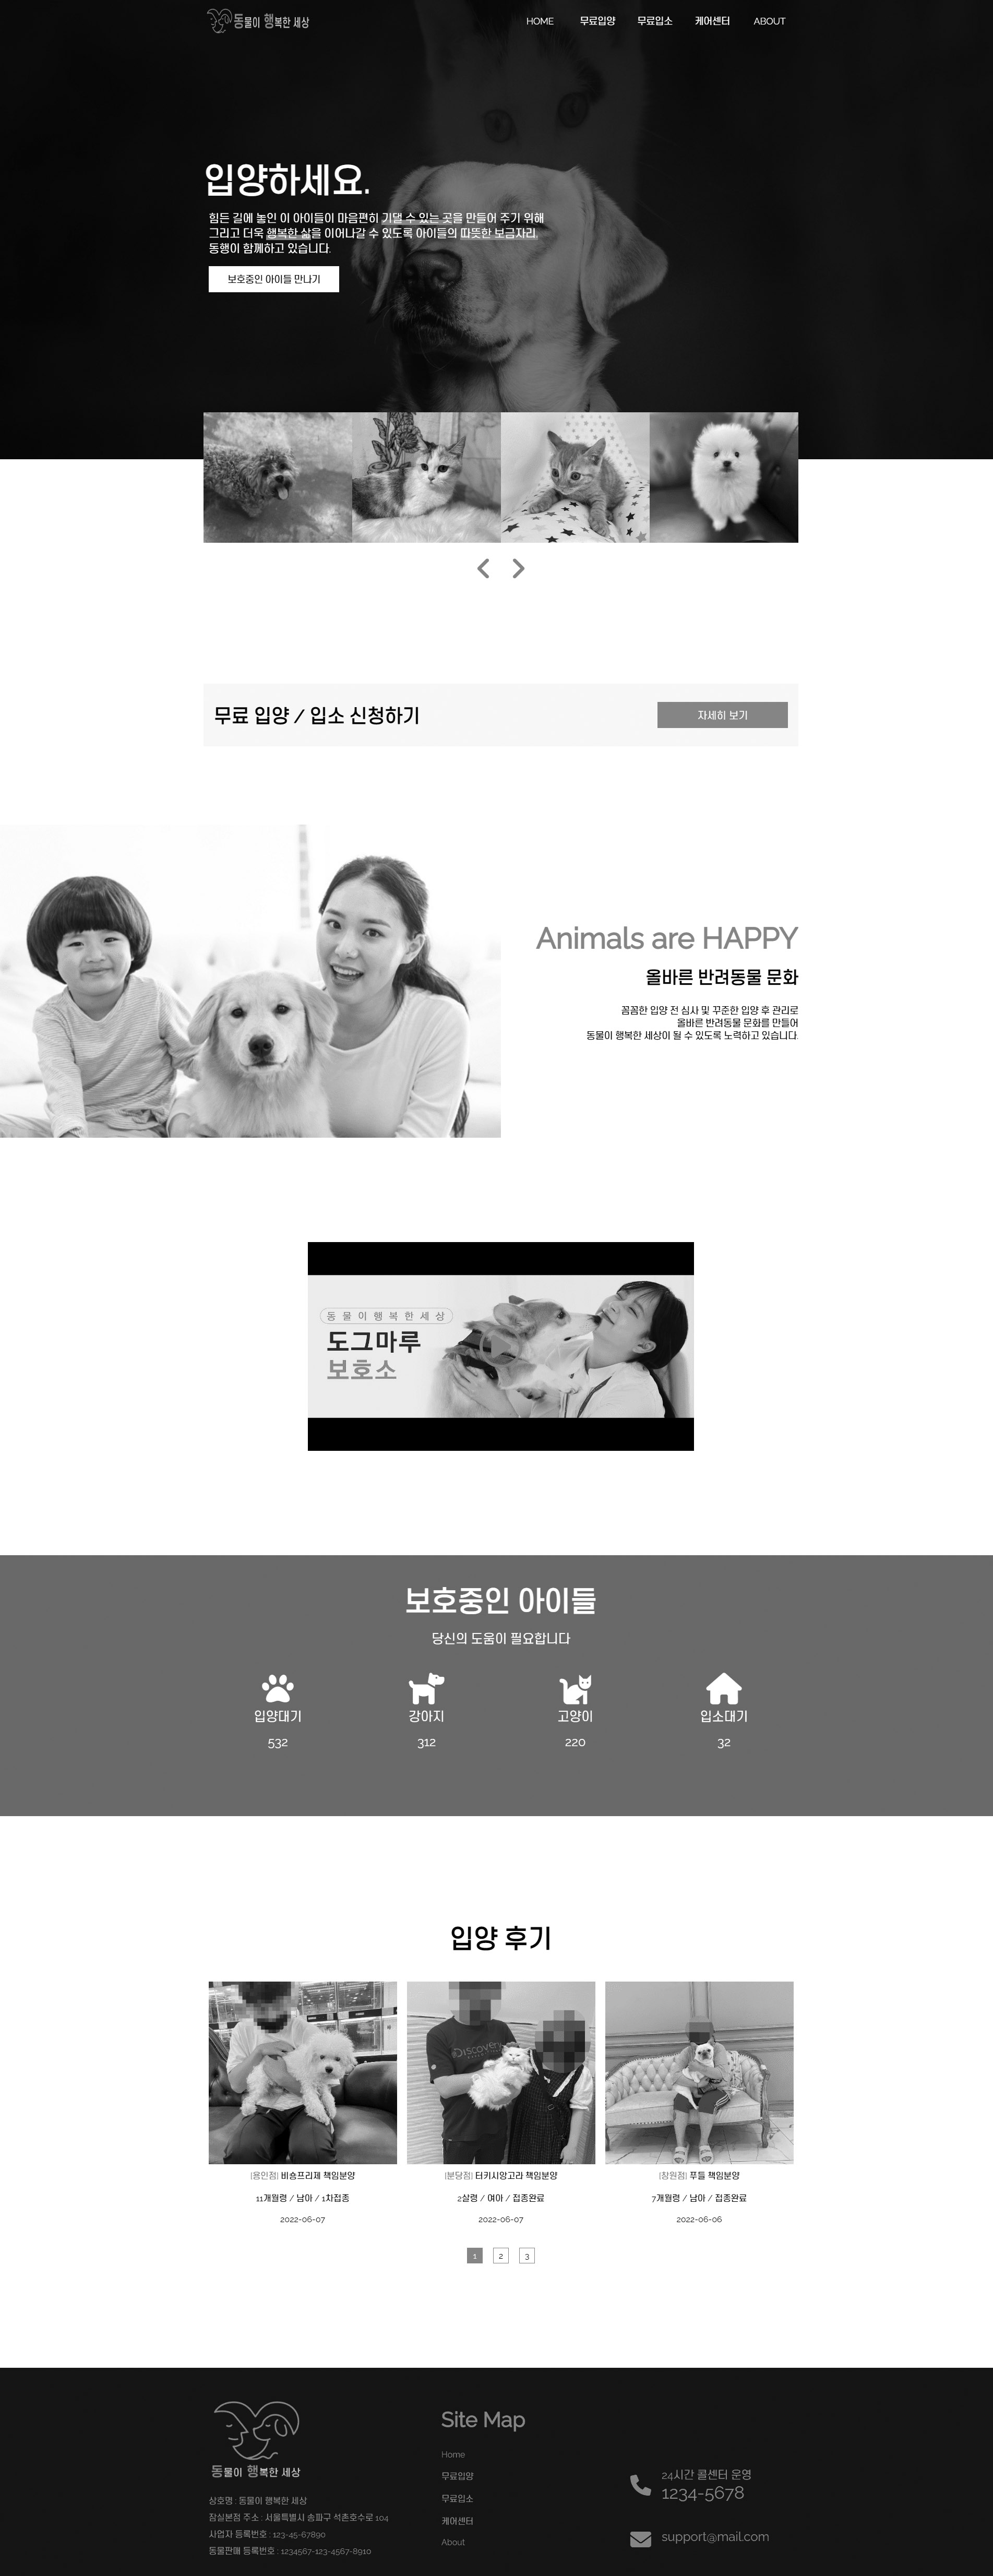 동물이 행복한 세상
HOME 무료입양 무료입소 케어센터 ABOUT
입양하세요.
힘든 길에 놓인 이 아이들이 마음편히 기댈 수 있는 곳을 만들어 주기 위해
그리고 더욱 행복한 삶을 이어나갈 수 있도록 아이들의 따뜻한 보금자리.
동행이 함께하고 있습니다.
보호중인 아이들 만나기
무료 입양 / 입소 신청하기
자세히 보기
Animals are HAPPY
올바른 반려동물 문화
꼼꼼한 입양 전 심사 및 꾸준한 입양 후 관리로
올바른 반려동물 문화를 만들어
동물이 행복한 세상이 될 수 있도록 노력하고 있습니다.
동물이행복한세상
도그마루
보호소
보호중인 아이들
당신의 도움이 필요합니다
입양대기 강아지 고양이 입소대기
532 312 220 32
입양 후기
Discovery
[용인점] 비숑프리제 책임분양
11개월령 / 남아 / 1차접종
2022-06-07
[분당점] 터키시앙고라 책임분양
2살령 / 여아 / 접종완료
2022-06-07
[창원점] 푸들 책임분양
7개월령 / 남아 / 접종완료
2022-06-06
1 2 3
동물이 행복한 세상
상호명 : 동물이 행복한 세상
잠실본점 주소 : 서울특별시 송파구 석촌호수로 104
사업자 등록번호 : 123-45-67890
동물판매 등록번호 : 1234567-123-4567-8910
Site Map
Home
무료입양
무료입소
케어센터
About
24시간 콜센터 운영
1234-5678
support@mail.com